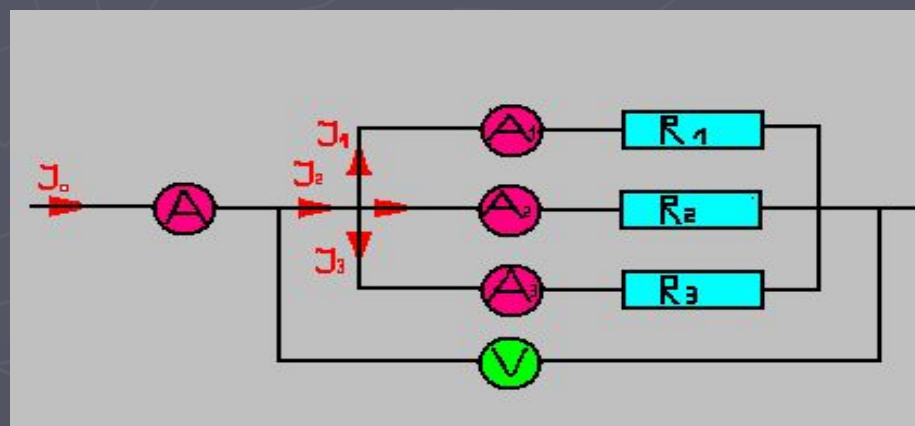 J₁
A₁ R₁
J₀ J₂
A A₂ R₂
J₃
A₃ R₃
V